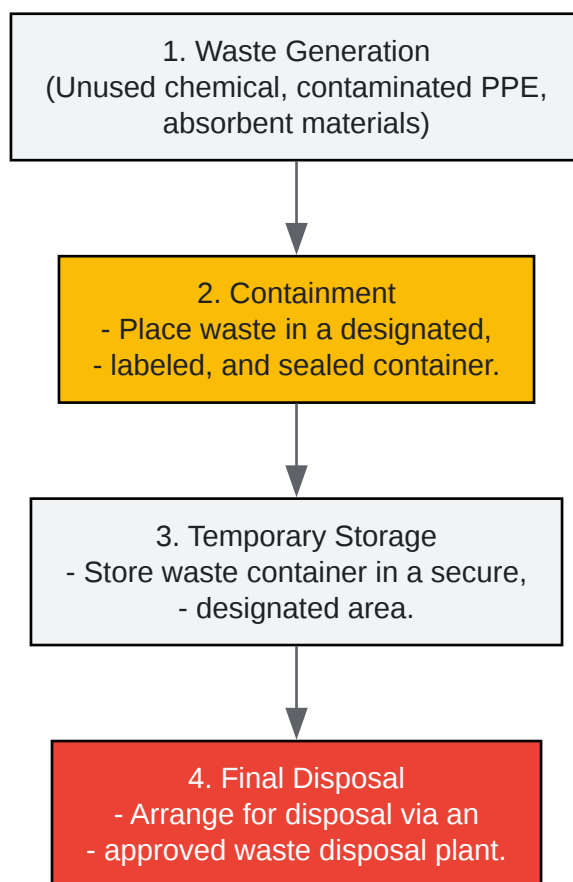 1. Waste Generation
(Unused chemical, contaminated PPE,
absorbent materials)
2. Containment
- Place waste in a designated,
- labeled, and sealed container.
3. Temporary Storage
- Store waste container in a secure,
- designated area.
4. Final Disposal
- Arrange for disposal via an
- approved waste disposal plant.